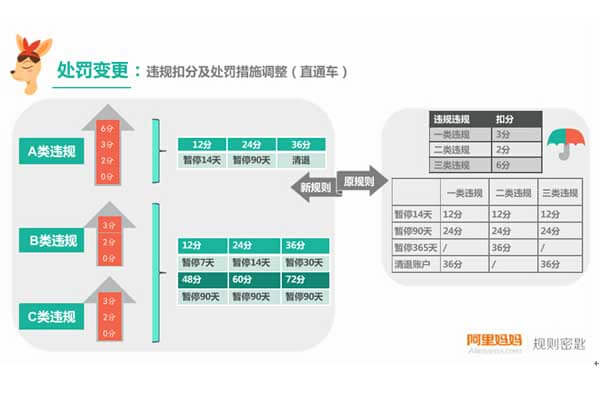 处罚变更：违规扣分及处罚措施调整（直通车）
A类违规
6分
3分
2分
0分
12分 24分 36分
暂停14天 暂停90天 清退
B类违规
3分
2分
0分
12分 24分 36分
暂停7天 暂停14天 暂停30天
48分 60分 72分
暂停90天 暂停90天 暂停90天
C类违规
3分
2分
0分
新规则
原规则
违规违规 扣分
一类违规 3分
二类违规 2分
三类违规 6分
一类违规 二类违规 三类违规
暂停14天 12分 12分 12分
暂停90天 24分 24分 24分
暂停365天 / 36分 /
清退账户 36分 / 36分
阿里妈妈
规则密匙